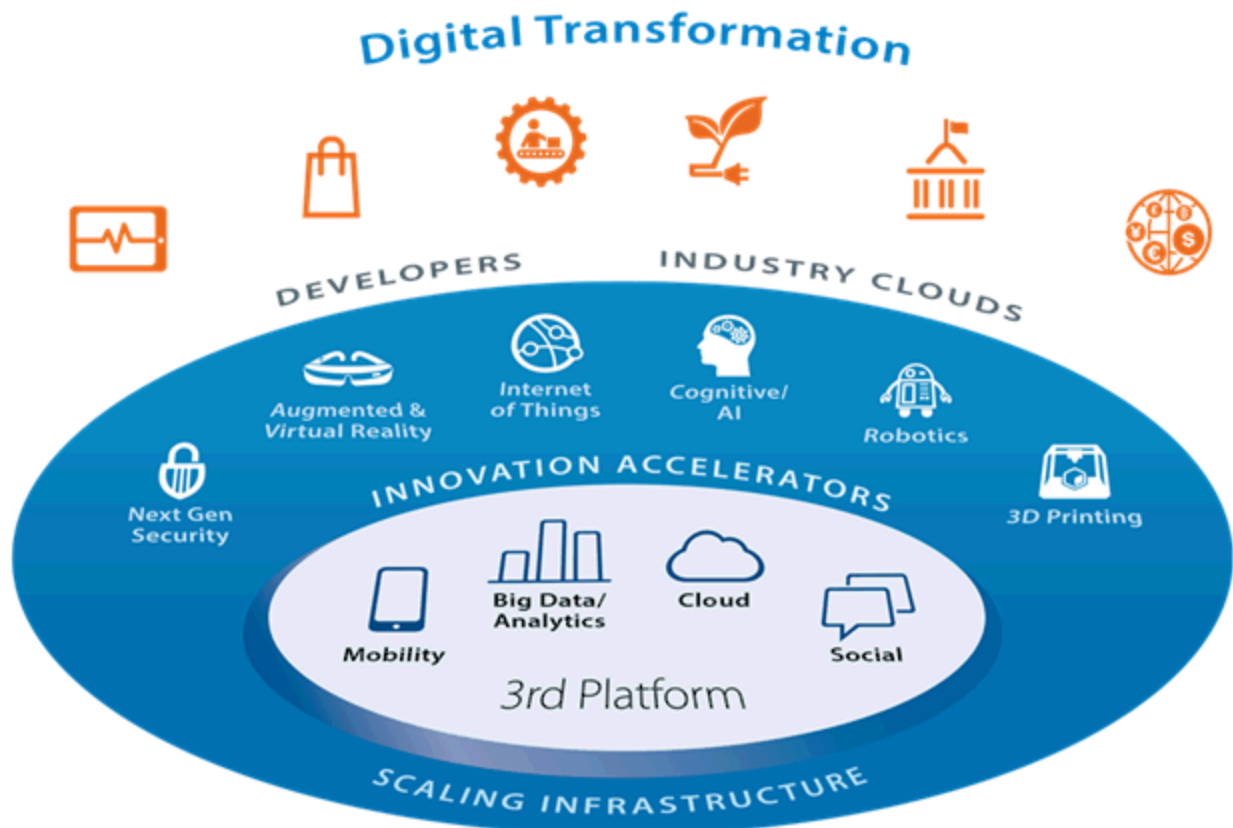 Digital Transformation
DEVELOPERS
INDUSTRY CLOUDS
Augmented &
Virtual Reality
Internet
of Things
Cognitive/
AI
Robotics
Next Gen
Security
3D Printing
INNOVATION ACCELERATORS
Mobility
Big Data/
Analytics
Cloud
Social
3rd Platform
SCALING INFRASTRUCTURE